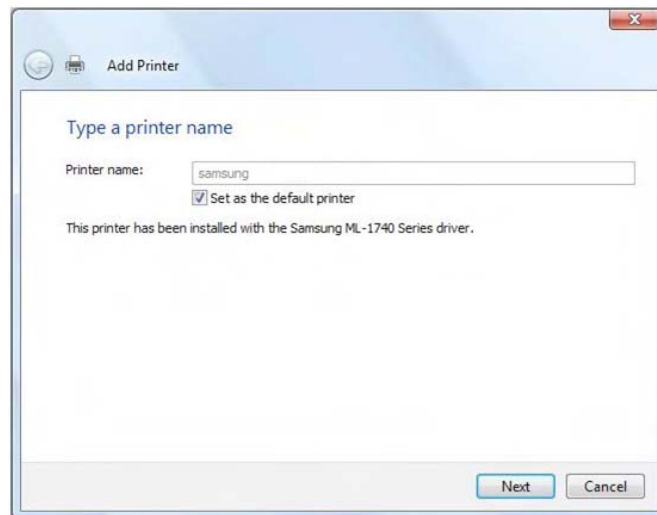 Add Printer
Type a printer name
Printer name: samsung
Set as the default printer
This printer has been installed with the Samsung ML-1740 Series driver.
Next Cancel